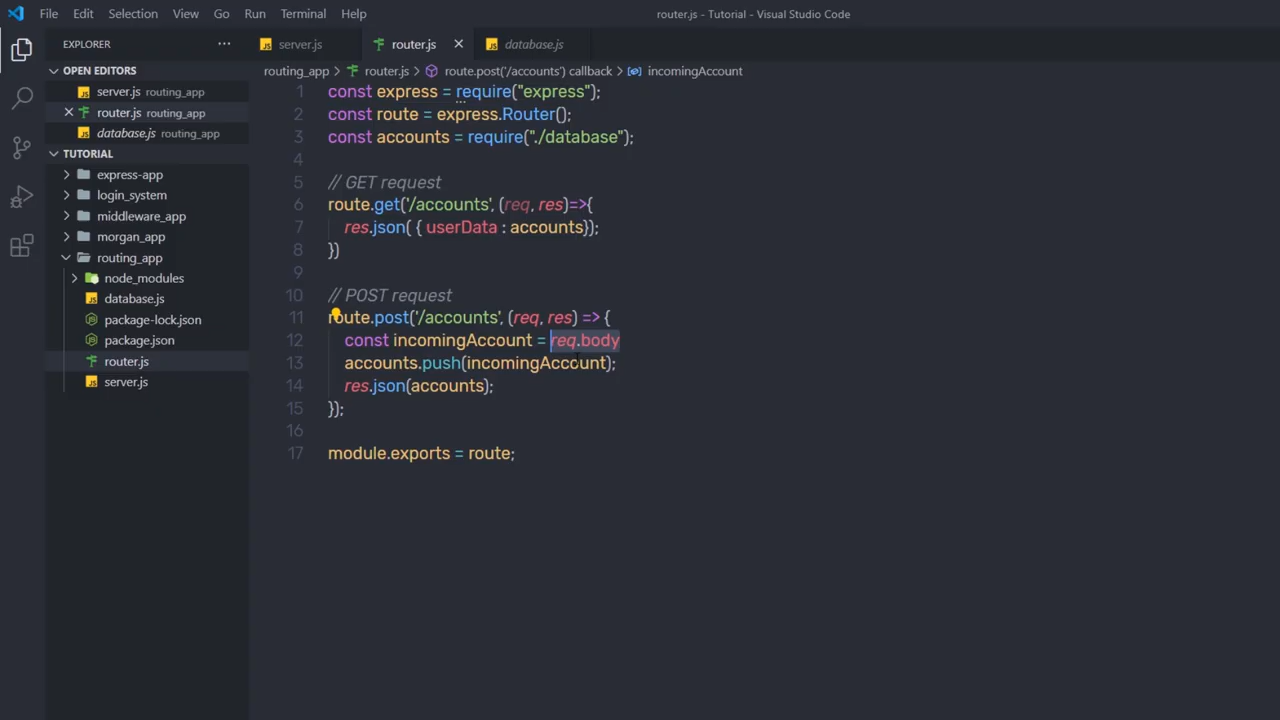 File Edit Selection View Go Run Terminal Help router.js - Tutorial - Visual Studio Code
EXPLORER ··· server.js router.js database.js
OPEN EDITORS
server.js routing_app
router.js routing_app
database.js routing_app
TUTORIAL
express-app
login_system
middleware_app
morgan_app
routing_app
node_modules
database.js
package-lock.json
package.json
router.js
server.js
routing_app > router.js > route.post('/accounts') callback > incomingAccount
1 const express = require("express");
2 const route = express.Router();
3 const accounts = require("./database");
4
5 // GET request
6 route.get('/accounts', (req, res)=>{
7 res.json( { userData : accounts});
8 })
9
10 // POST request
11 route.post('/accounts', (req, res) => {
12 const incomingAccount = req.body
13 accounts.push(incomingAccount);
14 res.json(accounts);
15 });
16
17 module.exports = route;